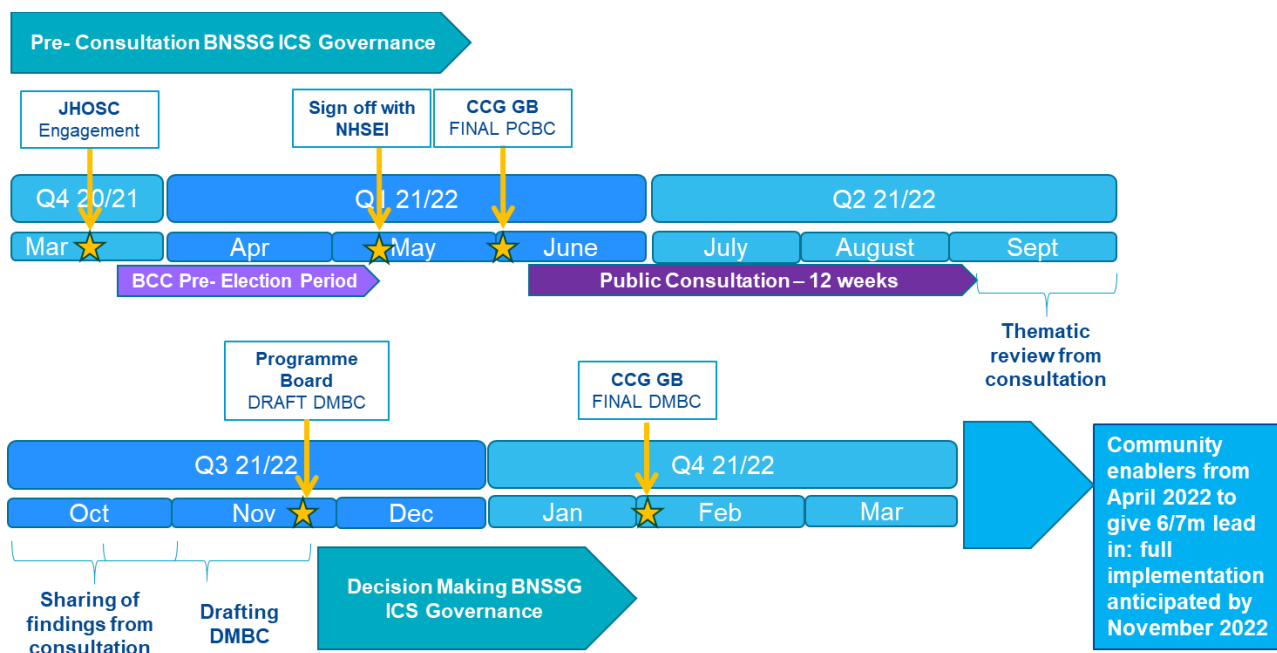 Pre- Consultation BNSSG ICS Governance
JHOSC
Engagement
Sign off with
NHSEI
CCG GB
FINAL PCBC
Q4 20/21
Q1 21/22
Q2 21/22
Mar
Apr
May
June
July
August
Sept
BCC Pre- Election Period
Public Consultation – 12 weeks
Thematic
review from
consultation
Programme
Board
DRAFT DMBC
CCG GB
FINAL DMBC
Q3 21/22
Q4 21/22
Oct
Nov
Dec
Jan
Feb
Mar
Community
enablers from
April 2022 to
give 6/7m lead
in: full
implementation
anticipated by
November 2022
Sharing of
findings from
consultation
Drafting
DMBC
Decision Making BNSSG
ICS Governance